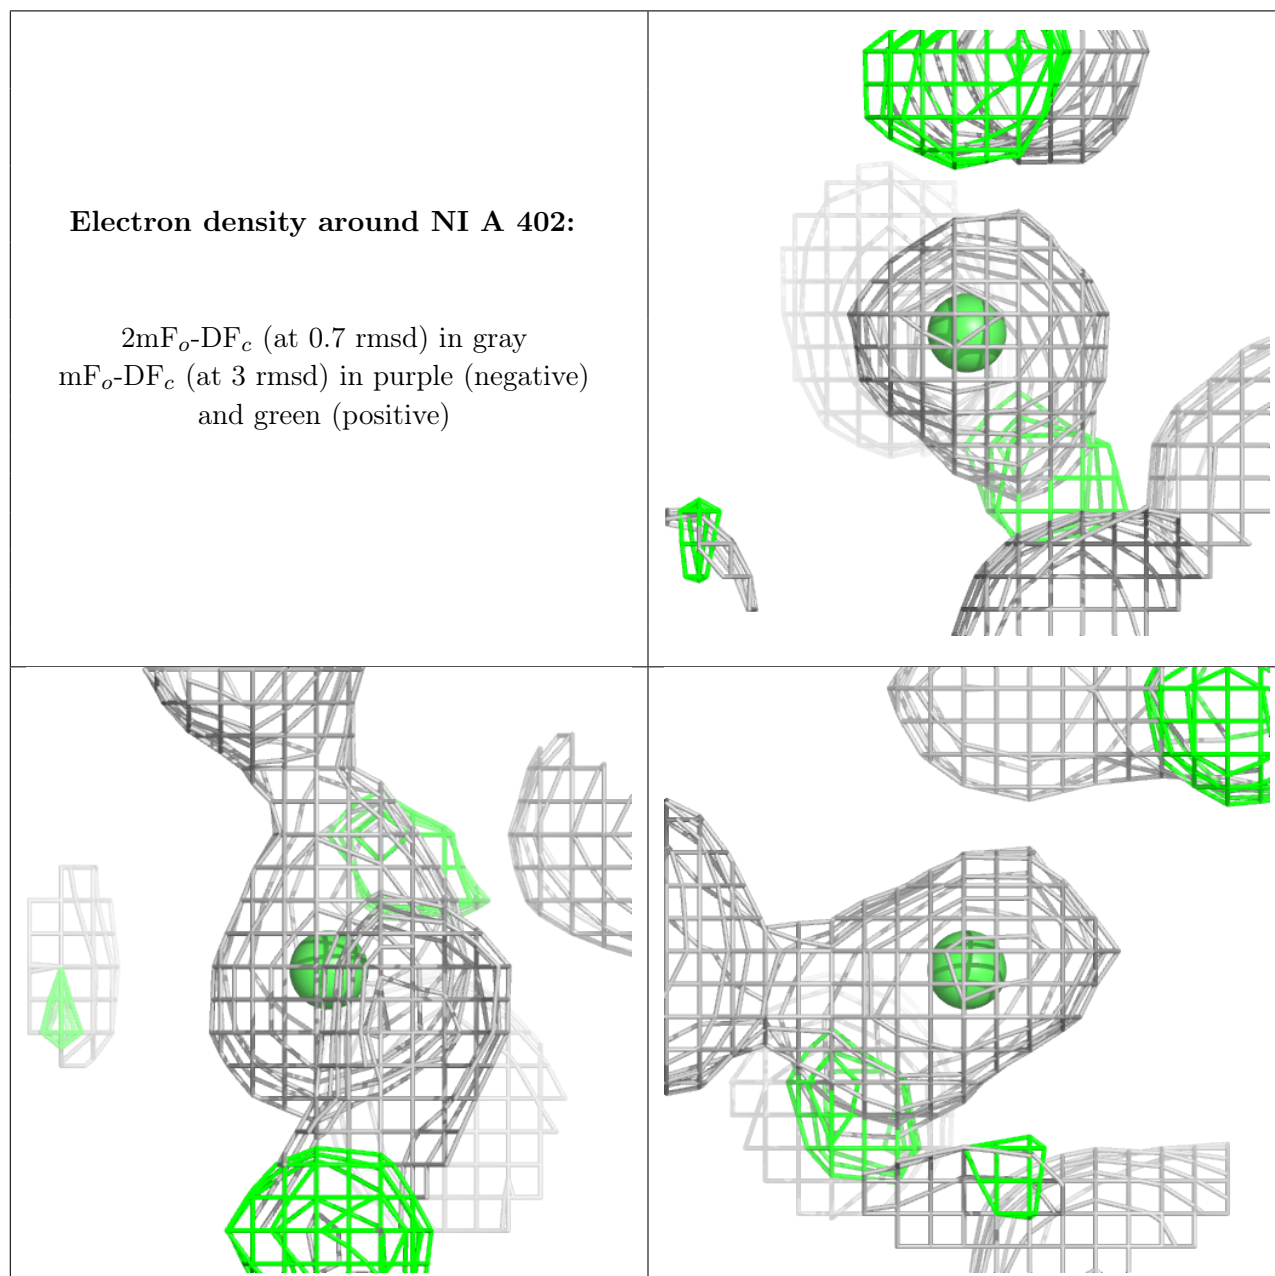 Electron density around NI A 402:
2mFo-DFc (at 0.7 rmsd) in gray
mFo-DFc (at 3 rmsd) in purple (negative)
and green (positive)